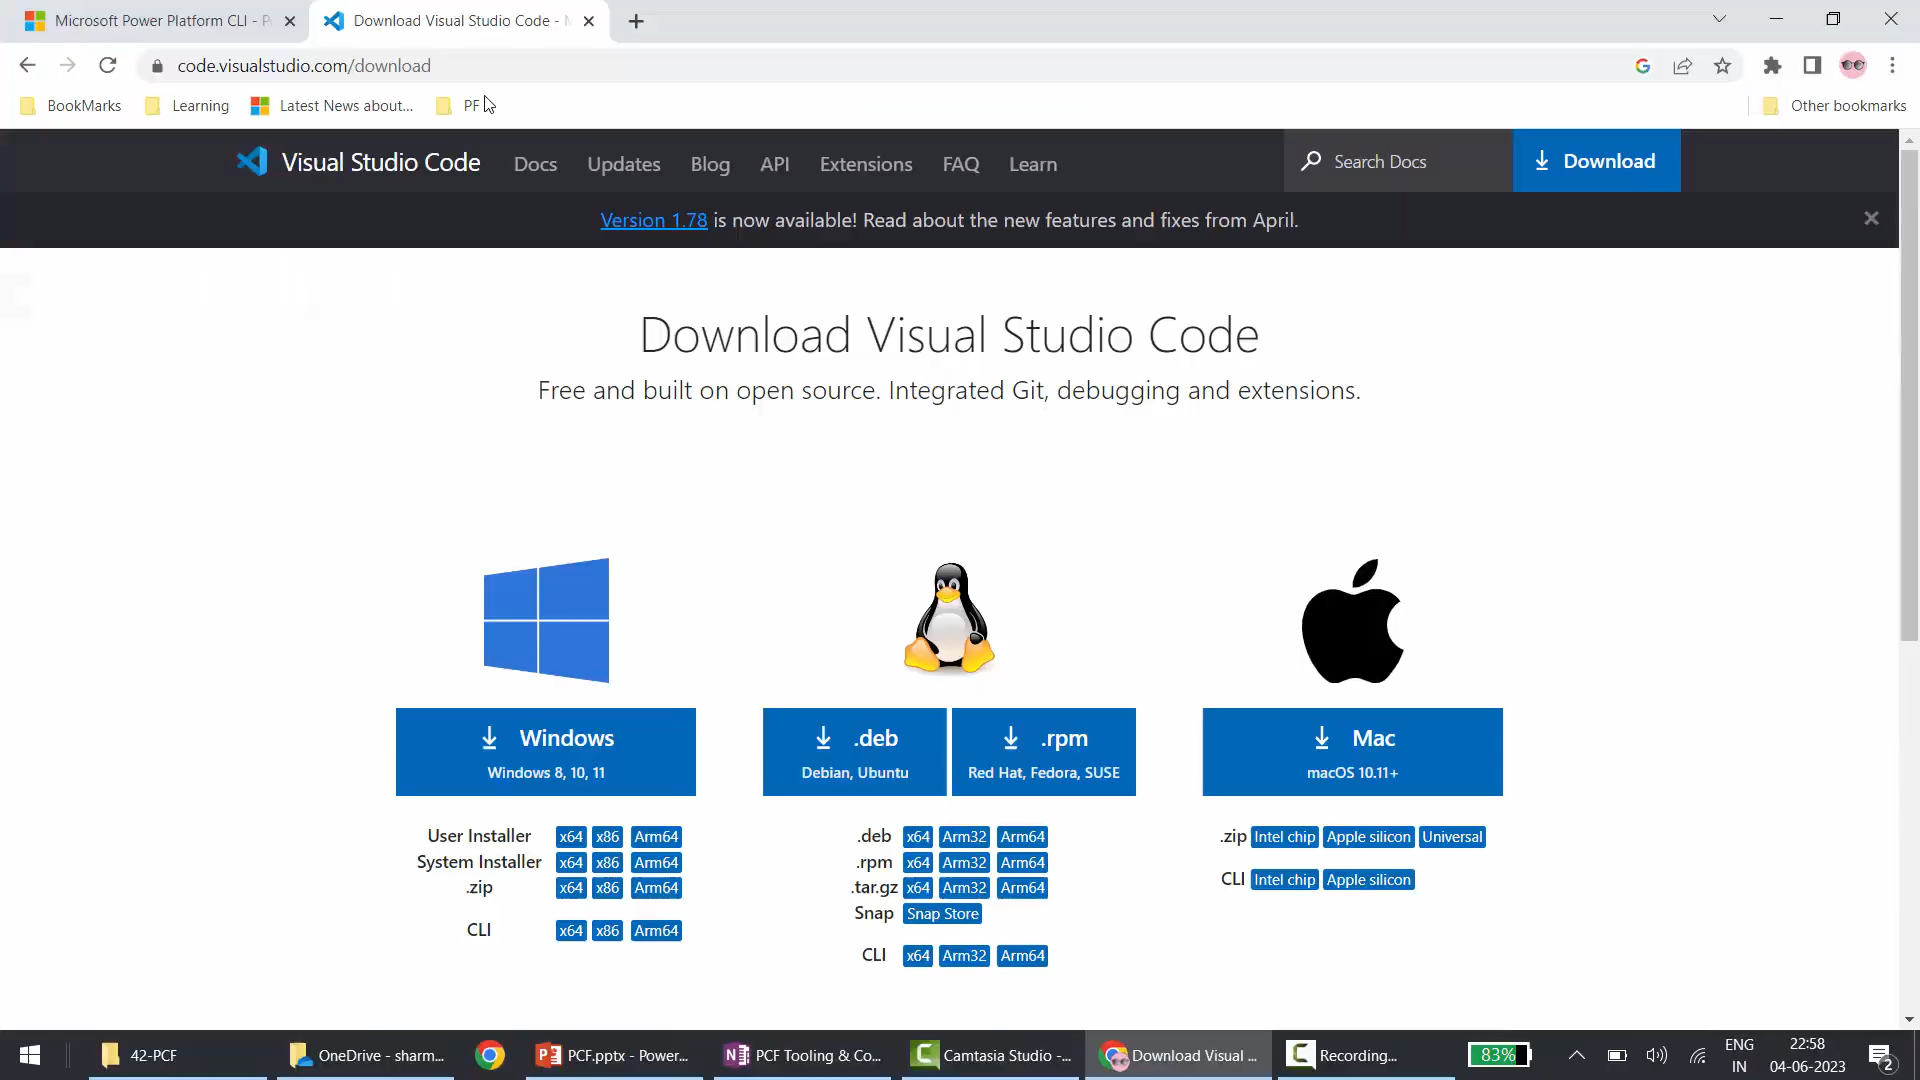 Microsoft Power Platform CLI - P
Download Visual Studio Code - M
code.visualstudio.com/download
BookMarks
Learning
Latest News about...
PF
Other bookmarks
Visual Studio Code
Docs
Updates
Blog
API
Extensions
FAQ
Learn
Search Docs
Download
Version 1.78 is now available! Read about the new features and fixes from April.
Download Visual Studio Code
Free and built on open source. Integrated Git, debugging and extensions.
Windows
Windows 8, 10, 11
.deb
Debian, Ubuntu
.rpm
Red Hat, Fedora, SUSE
Mac
macOS 10.11+
User Installer x64 x86 Arm64
System Installer x64 x86 Arm64
.zip x64 x86 Arm64
CLI x64 x86 Arm64
.deb x64 Arm32 Arm64
.rpm x64 Arm32 Arm64
.tar.gz x64 Arm32 Arm64
Snap Snap Store
CLI x64 Arm32 Arm64
.zip Intel chip Apple silicon Universal
CLI Intel chip Apple silicon
42-PCF
OneDrive - sharm...
PCF.pptx - Power...
PCF Tooling & Co...
Camtasia Studio -...
Download Visual ...
Recording...
83%
ENG
IN
22:58
04-06-2023
2